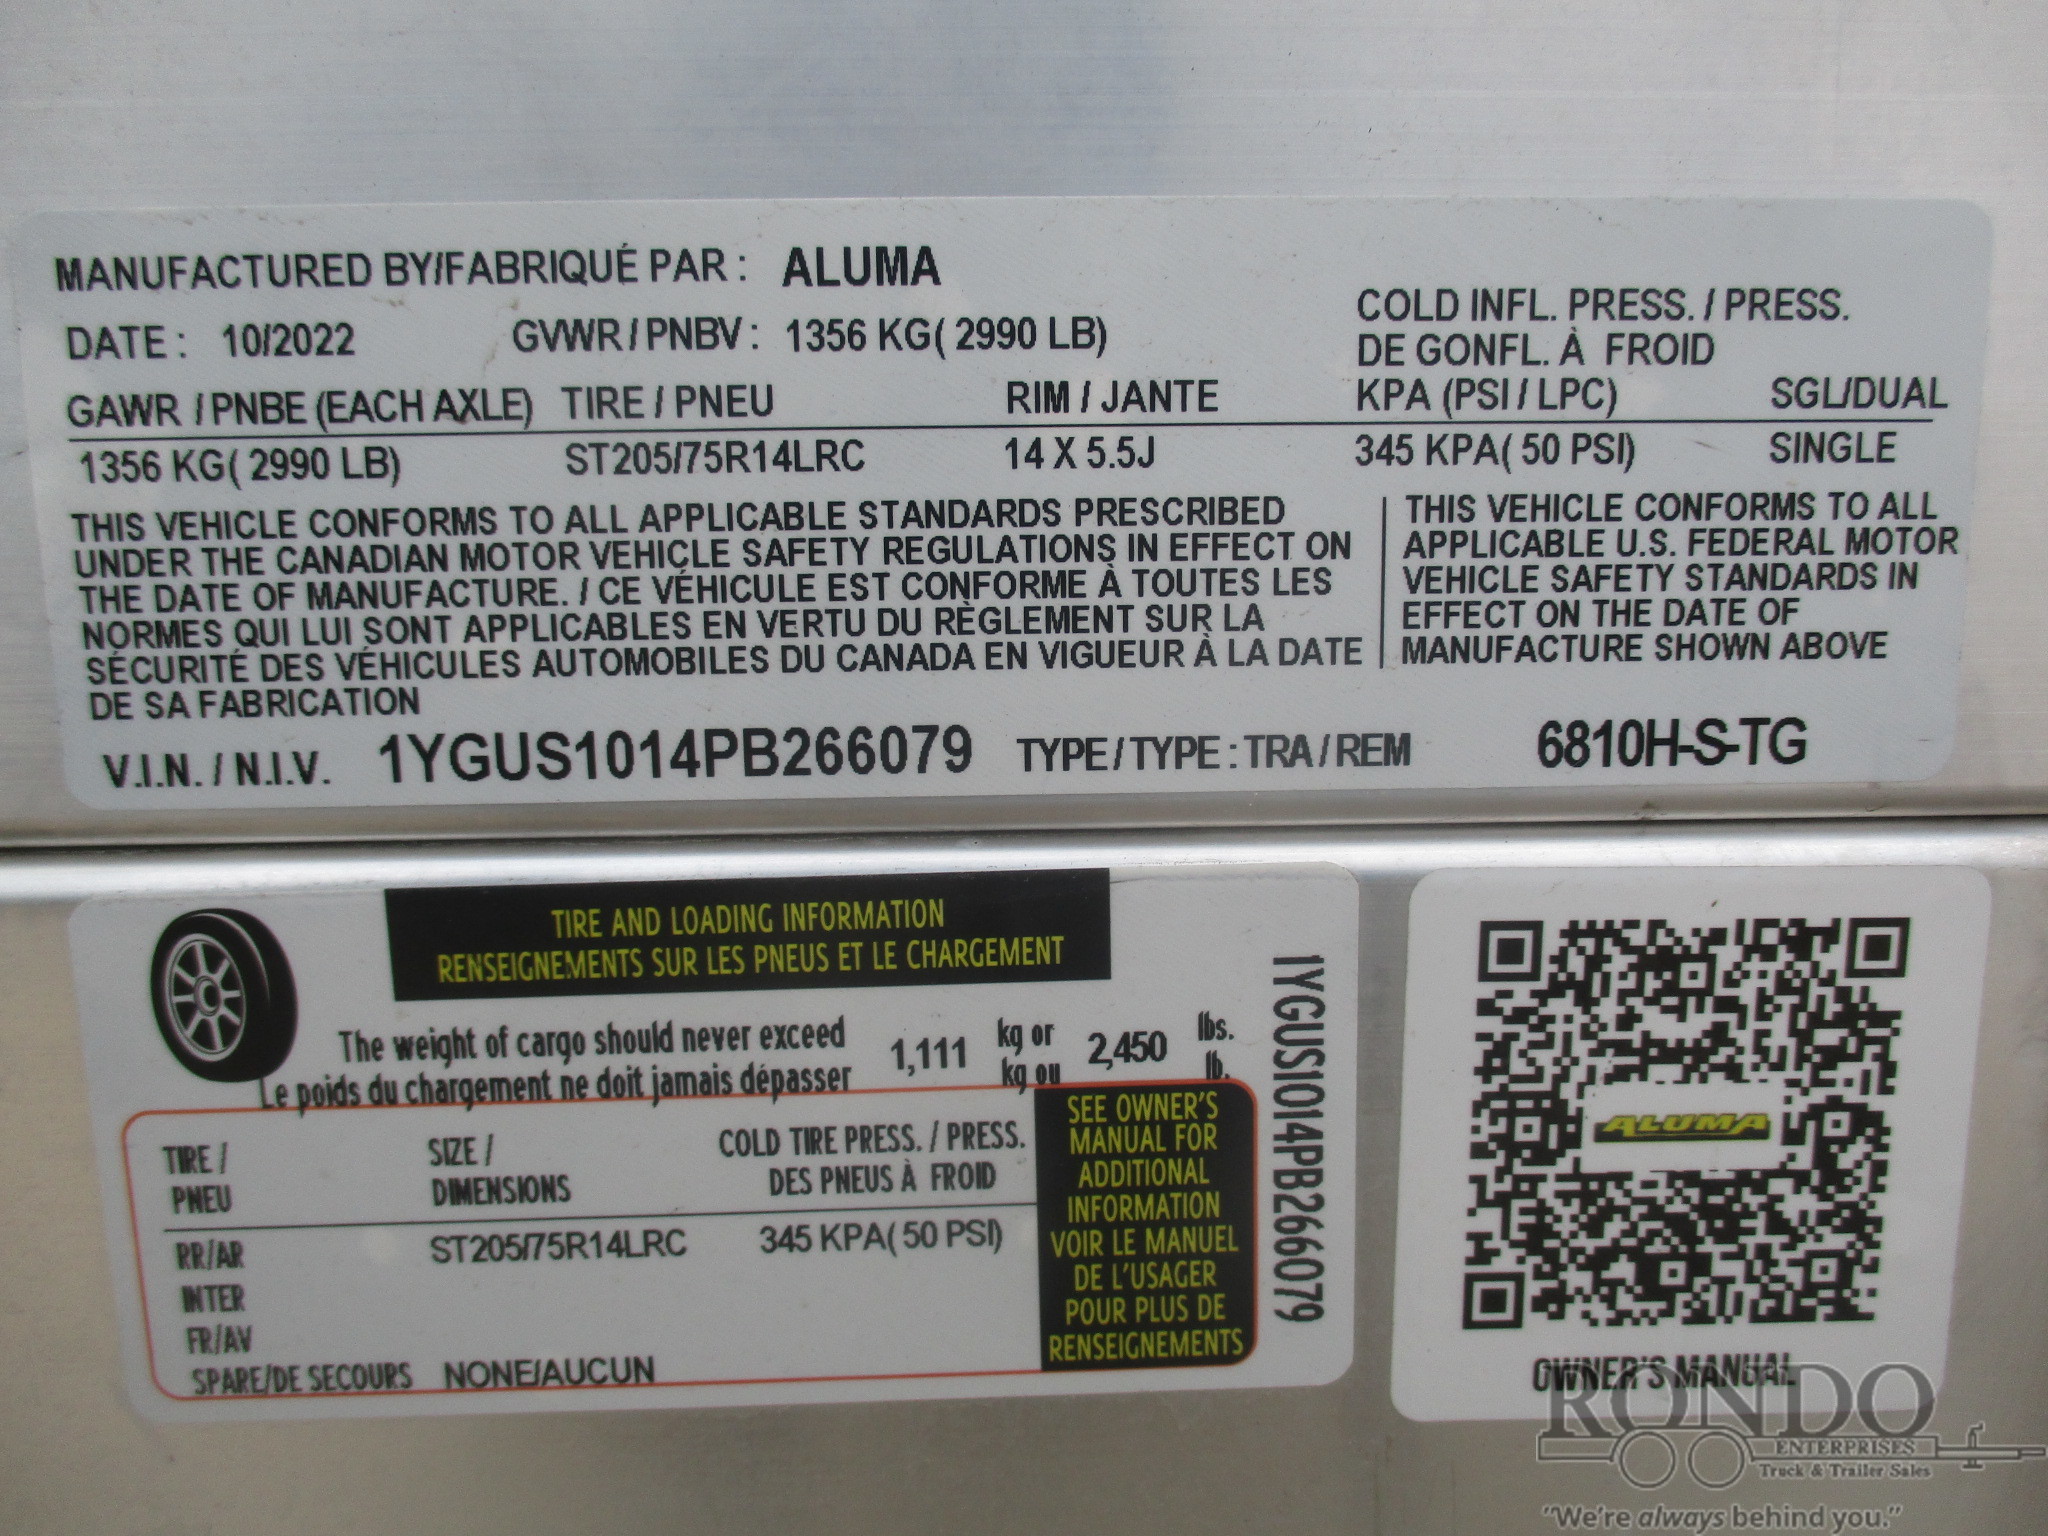 MANUFACTURED BY/FABRIQUÉ PAR : ALUMA
DATE : 10/2022 GVWR / PNBV : 1356 KG( 2990 LB)
COLD INFL. PRESS. / PRESS.
DE GONFL. À FROID
GAWR / PNBE (EACH AXLE) TIRE / PNEU RIM / JANTE KPA (PSI / LPC) SGL/DUAL
1356 KG( 2990 LB) ST205/75R14LRC 14 X 5.5J 345 KPA( 50 PSI) SINGLE
THIS VEHICLE CONFORMS TO ALL APPLICABLE STANDARDS PRESCRIBED
UNDER THE CANADIAN MOTOR VEHICLE SAFETY REGULATIONS IN EFFECT ON
THE DATE OF MANUFACTURE. / CE VÉHICULE EST CONFORME À TOUTES LES
NORMES QUI LUI SONT APPLICABLES EN VERTU DU RÈGLEMENT SUR LA
SÉCURITÉ DES VÉHICULES AUTOMOBILES DU CANADA EN VIGUEUR À LA DATE
DE SA FABRICATION
THIS VEHICLE CONFORMS TO ALL
APPLICABLE U.S. FEDERAL MOTOR
VEHICLE SAFETY STANDARDS IN
EFFECT ON THE DATE OF
MANUFACTURE SHOWN ABOVE
V.I.N. / N.I.V. 1YGUS1014PB266079 TYPE / TYPE : TRA / REM 6810H-S-TG
TIRE AND LOADING INFORMATION
RENSEIGNEMENTS SUR LES PNEUS ET LE CHARGEMENT
The weight of cargo should never exceed
Le poids du chargement ne doit jamais dépasser
1,111 kg or
kg ou
2,450 lbs.
lb.
TIRE /
PNEU
SIZE /
DIMENSIONS
COLD TIRE PRESS. / PRESS.
DES PNEUS À FROID
RR/AR ST205/75R14LRC 345 KPA( 50 PSI)
INTER
FR/AV
SPARE/DE SECOURS NONE/AUCUN
SEE OWNER'S
MANUAL FOR
ADDITIONAL
INFORMATION
VOIR LE MANUEL
DE L'USAGER
POUR PLUS DE
RENSEIGNEMENTS
1YGUS1014PB266079
ALUMA
OWNER'S MANUAL
RONDO
ENTERPRISES
Truck & Trailer Sales
"We're always behind you."